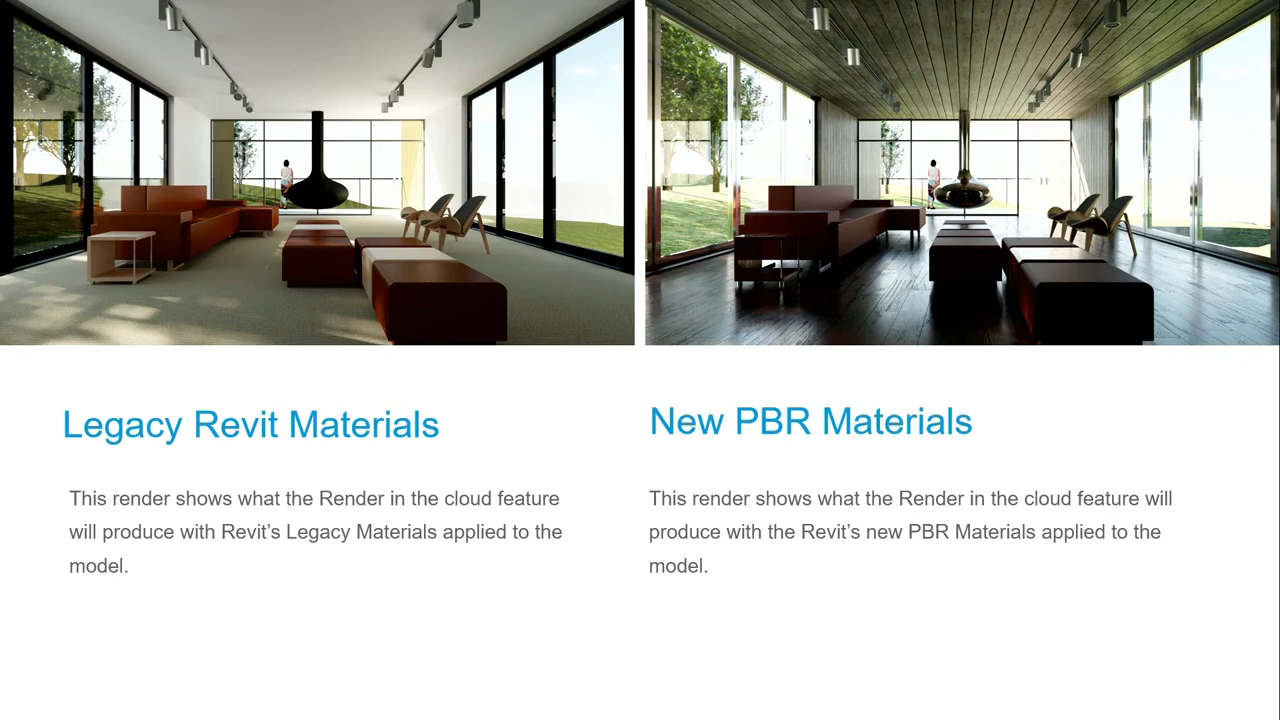 Legacy Revit Materials
This render shows what the Render in the cloud feature
will produce with Revit’s Legacy Materials applied to the
model.
New PBR Materials
This render shows what the Render in the cloud feature will
produce with the Revit’s new PBR Materials applied to the
model.